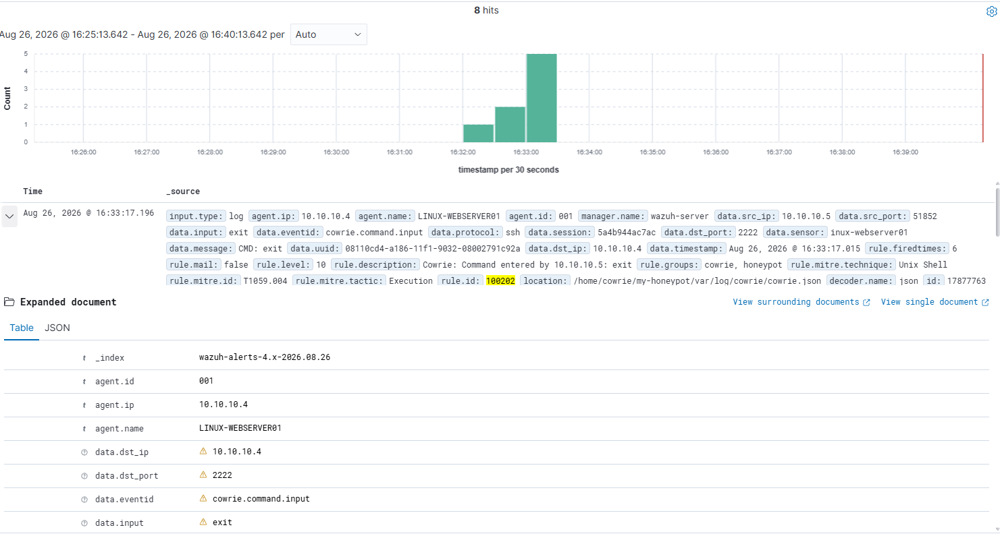 8 hits
Aug 26, 2026 @ 16:25:13.642 - Aug 26, 2026 @ 16:40:13.642 per Auto
Count
5
4
3
2
1
0
16:26:00 16:27:00 16:28:00 16:29:00 16:30:00 16:31:00 16:32:00 16:33:00 16:34:00 16:35:00 16:36:00 16:37:00 16:38:00 16:39:00
timestamp per 30 seconds
Time _source
Aug 26, 2026 @ 16:33:17.196 input.type: log agent.ip: 10.10.10.4 agent.name: LINUX-WEBSERVER01 agent.id: 001 manager.name: wazuh-server data.src_ip: 10.10.10.5 data.src_port: 51852
data.input: exit data.eventid: cowrie.command.input data.protocol: ssh data.session: 5a4b944ac7ac data.dst_port: 2222 data.sensor: inux-webserver01
data.message: CMD: exit data.uuid: 08110cd4-a186-11f1-9032-08002791c92a data.dst_ip: 10.10.10.4 data.timestamp: Aug 26, 2026 @ 16:33:17.015 rule.firedtimes: 6
rule.mail: false rule.level: 10 rule.description: Cowrie: Command entered by 10.10.10.5: exit rule.groups: cowrie, honeypot rule.mitre.technique: Unix Shell
rule.mitre.id: T1059.004 rule.mitre.tactic: Execution rule.id: 100202 location: /home/cowrie/my-honeypot/var/log/cowrie/cowrie.json decoder.name: json id: 17877763
Expanded document View surrounding documents View single document
Table JSON
t _index wazuh-alerts-4.x-2026.08.26
t agent.id 001
t agent.ip 10.10.10.4
t agent.name LINUX-WEBSERVER01
data.dst_ip 10.10.10.4
data.dst_port 2222
data.eventid cowrie.command.input
data.input exit